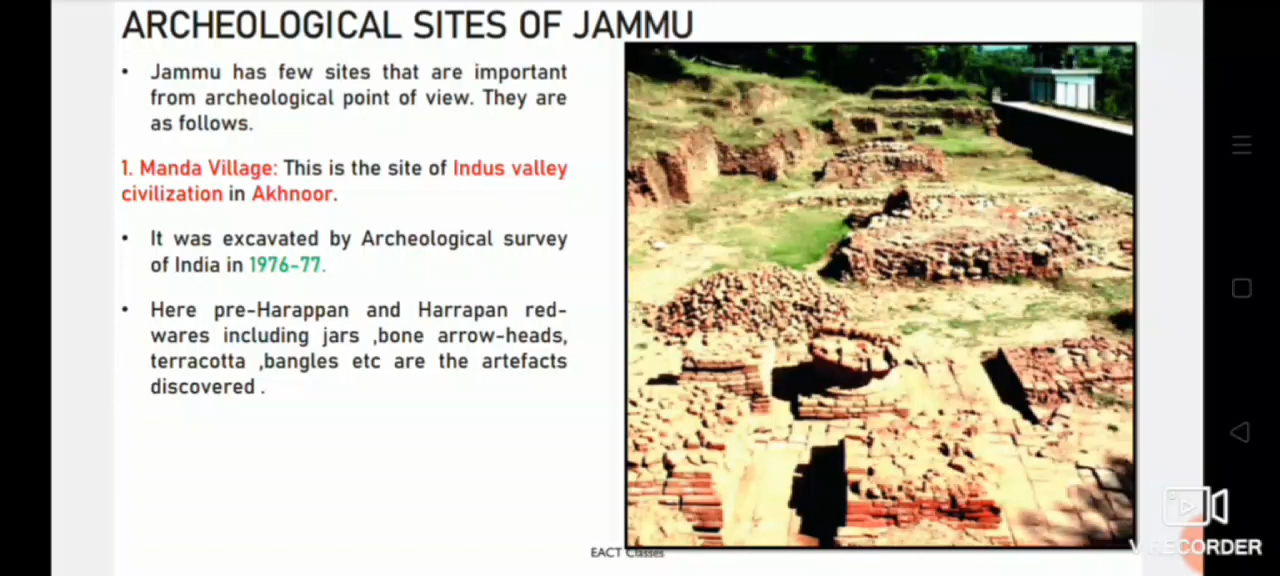 ARCHEOLOGICAL SITES OF JAMMU
• Jammu has few sites that are important
from archeological point of view. They are
as follows.
1. Manda Village: This is the site of Indus valley
civilization in Akhnoor.
• It was excavated by Archeological survey
of India in 1976-77.
• Here pre-Harappan and Harrapan red-
wares including jars ,bone arrow-heads,
terracotta ,bangles etc are the artefacts
discovered .
EACT Classes
V RECORDER